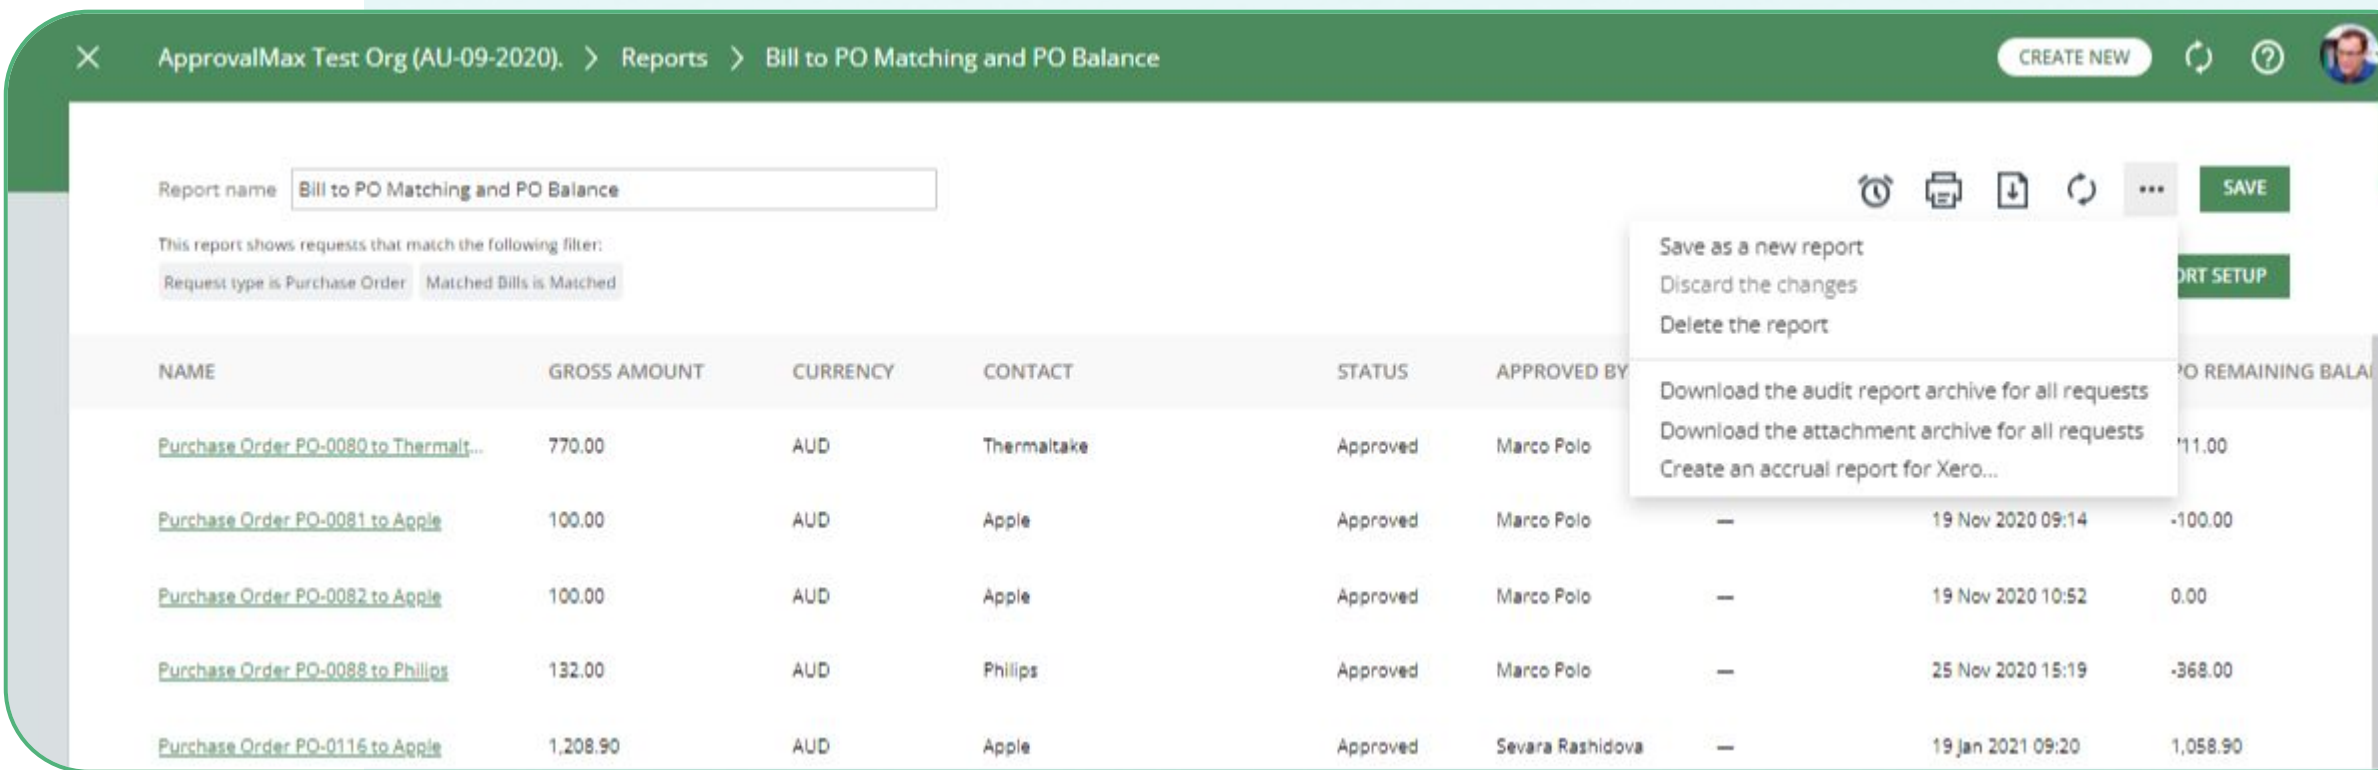 ApprovalMax Test Org (AU-09-2020). > Reports > Bill to PO Matching and PO Balance CREATE NEW
Report name Bill to PO Matching and PO Balance SAVE
This report shows requests that match the following filter:
Request type is Purchase Order Matched Bills is Matched
ORT SETUP
Save as a new report
Discard the changes
Delete the report
Download the audit report archive for all requests
Download the attachment archive for all requests
Create an accrual report for Xero...
NAME GROSS AMOUNT CURRENCY CONTACT STATUS APPROVED BY PO REMAINING BALA
Purchase Order PO-0080 to Thermalt... 770.00 AUD Thermaltake Approved Marco Polo 711.00
Purchase Order PO-0081 to Apple 100.00 AUD Apple Approved Marco Polo — 19 Nov 2020 09:14 -100.00
Purchase Order PO-0082 to Apple 100.00 AUD Apple Approved Marco Polo — 19 Nov 2020 10:52 0.00
Purchase Order PO-0088 to Philips 132.00 AUD Philips Approved Marco Polo — 25 Nov 2020 15:19 -368.00
Purchase Order PO-0116 to Apple 1,208.90 AUD Apple Approved Sevara Rashidova — 19 Jan 2021 09:20 1,058.90